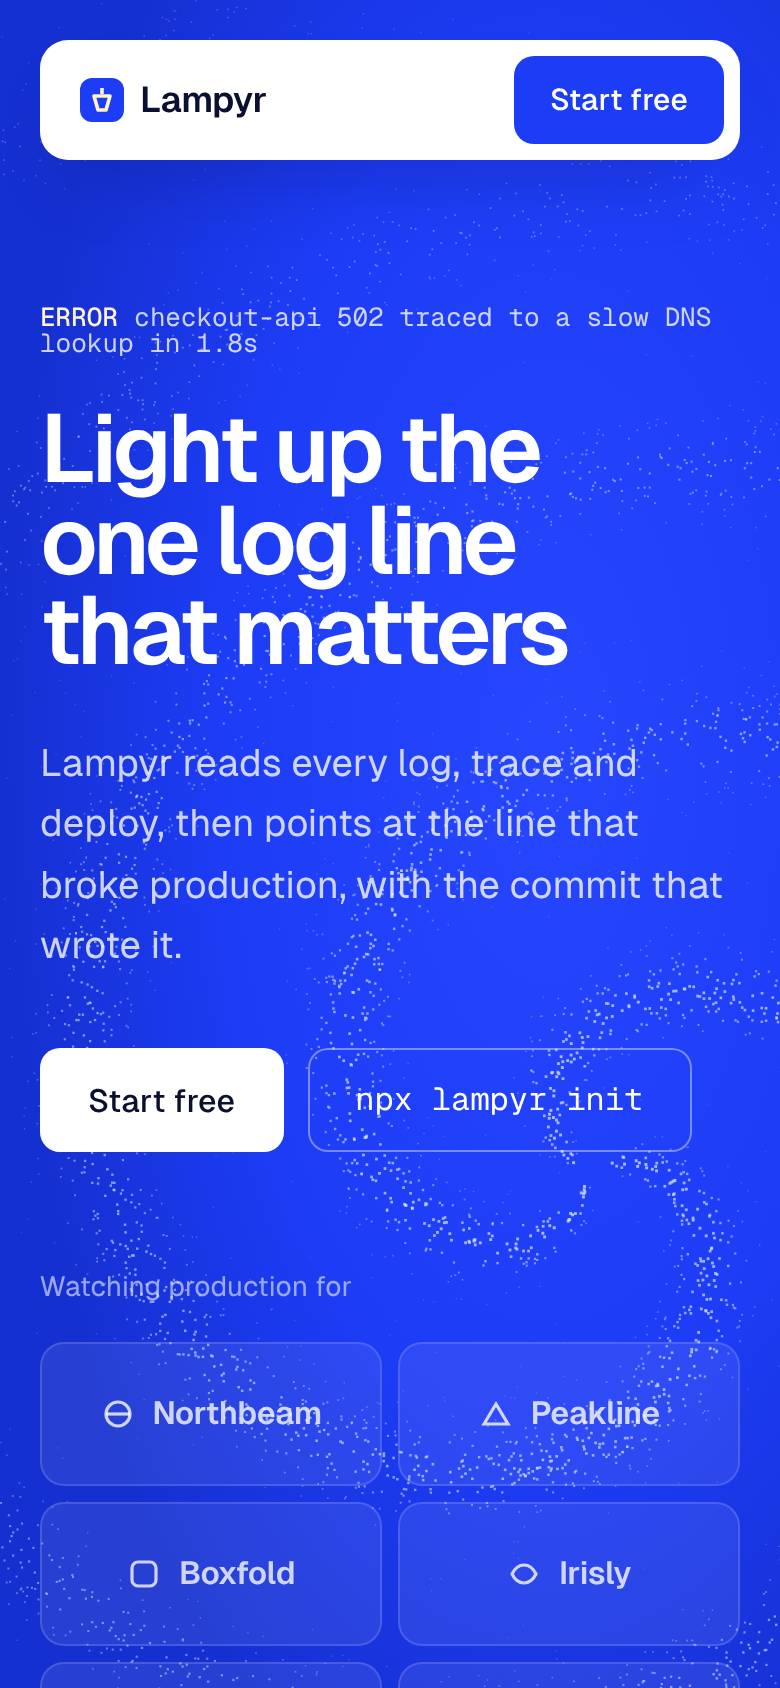 Lampyr
Start free
ERROR checkout-api 502 traced to a slow DNS
lookup in 1.8s
Light up the
one log line
that matters
Lampyr reads every log, trace and
deploy, then points at the line that
broke production, with the commit that
wrote it.
Start free
npx lampyr init
Watching production for
Northbeam
Peakline
Boxfold
Irisly